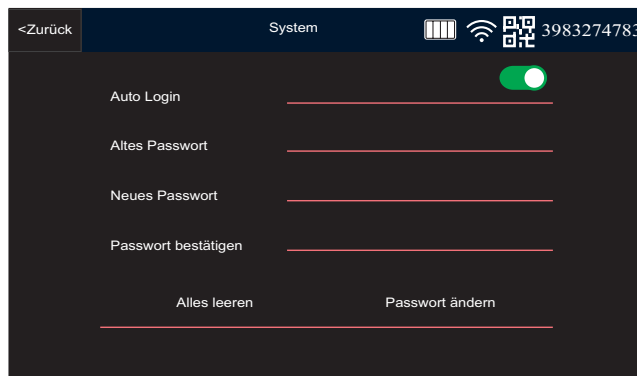 <Zurück System 3983274783
Auto Login
Altes Passwort
Neues Passwort
Passwort bestätigen
Alles leeren Passwort ändern